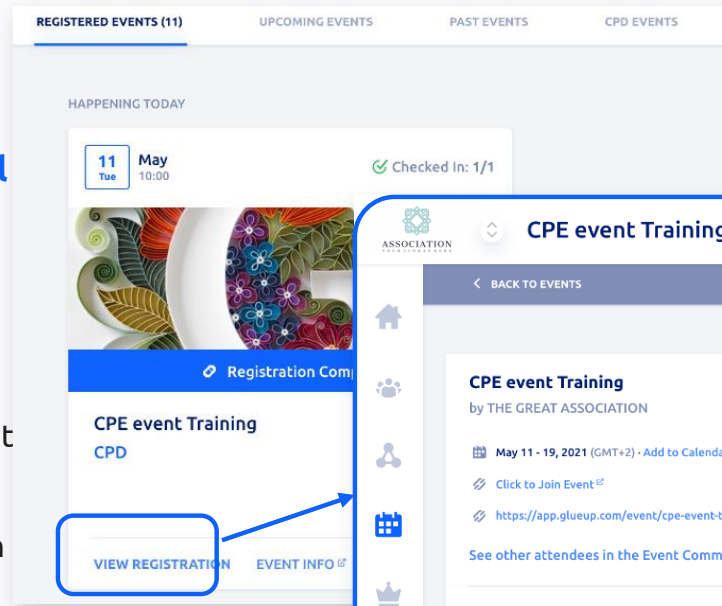 REGISTERED EVENTS (11) UPCOMING EVENTS PAST EVENTS CPD EVENTS
HAPPENING TODAY
11 Tue May 10:00
Checked In: 1/1
Registration
CPE event Training
CPD
VIEW REGISTRATION EVENT INFO
ASSOCIATION
CPE event Training
BACK TO EVENTS
CPE event Training
by THE GREAT ASSOCIATION
May 11 - 19, 2021 (GMT+2) · Add to
Click to Join Event
https://app.glueup.com/event/cpe-event-t
See other attendees in the Event